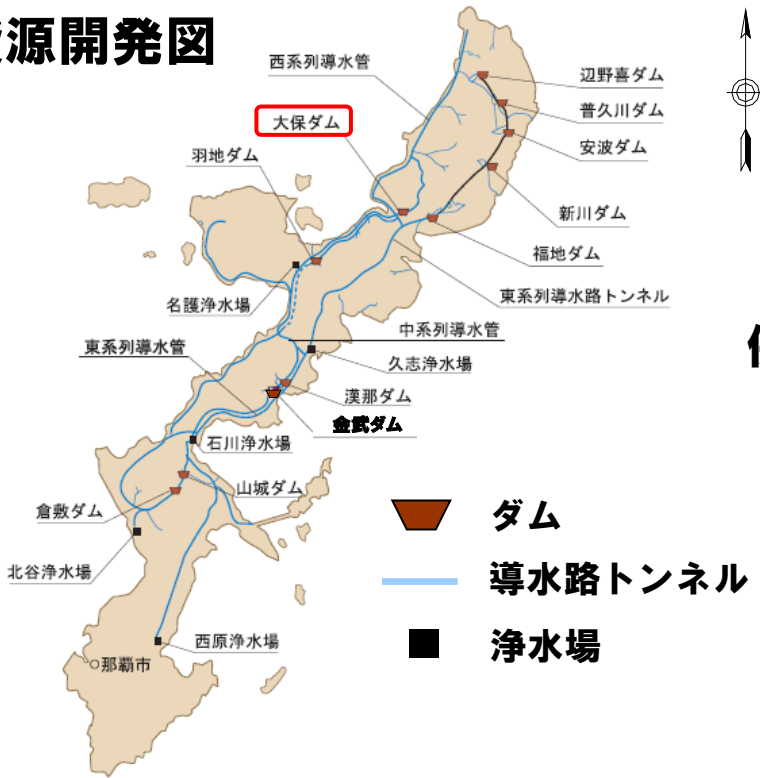 源開発図
西系列導水管
辺野喜ダム
普久川ダム
大保ダム
安波ダム
羽地ダム
新川ダム
福地ダム
東系列導水路トンネル
名護浄水場
中系列導水管
東系列導水管
久志浄水場
漢那ダム
金武ダム
石川浄水場
山城ダム
倉敷ダム
ダム
北谷浄水場
導水路トンネル
西原浄水場
浄水場
那覇市